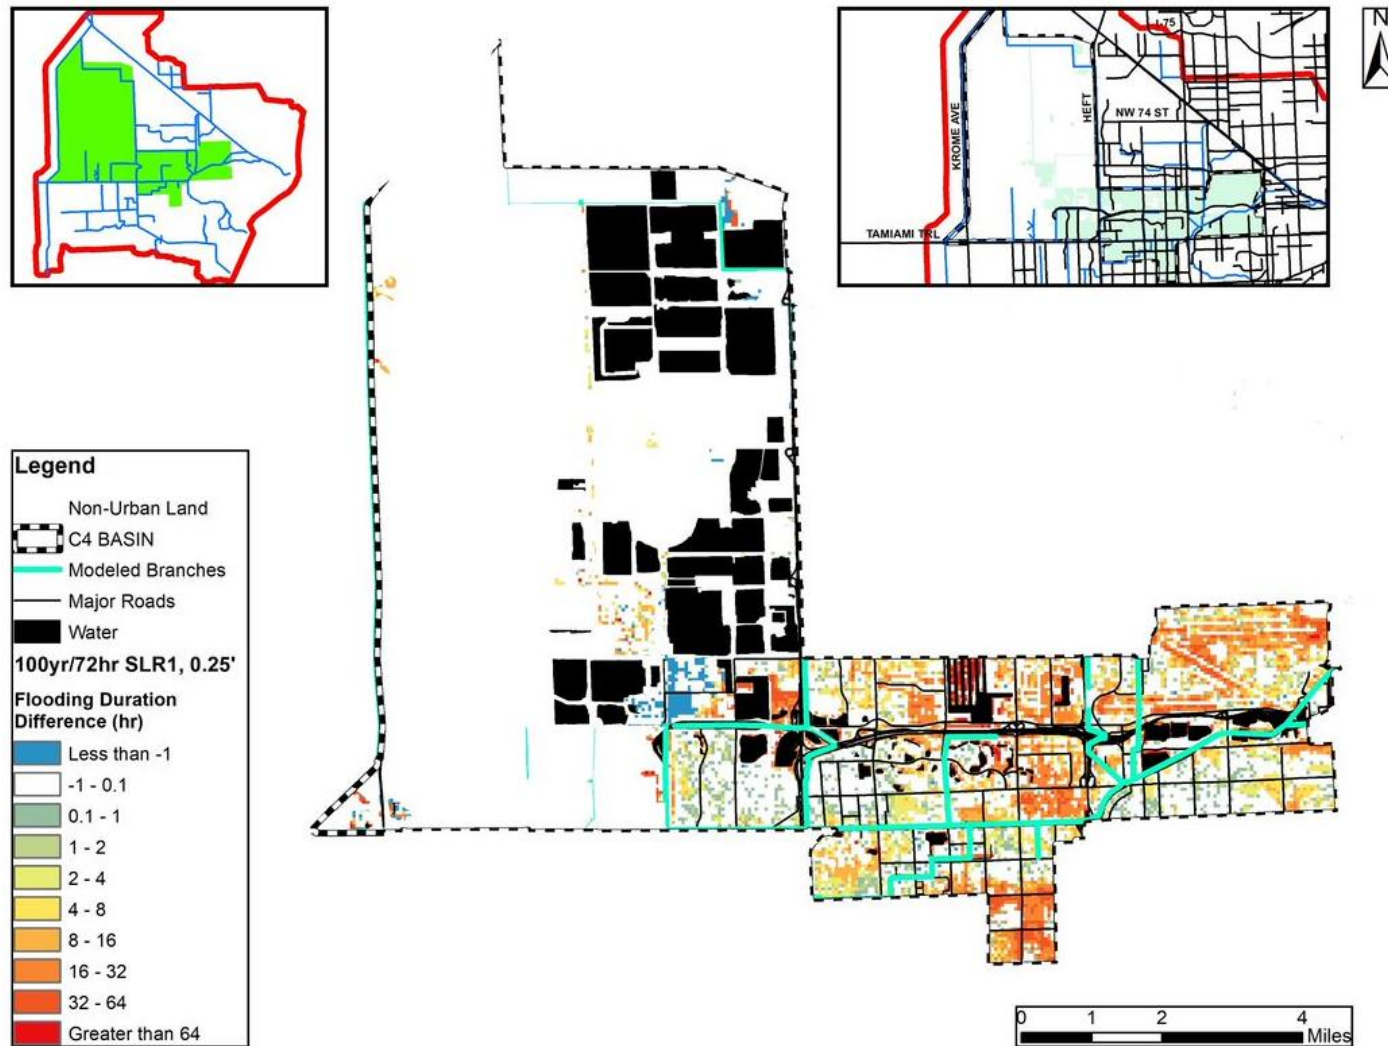 N
I-75
KROME AVE
HEFT
NW 74 ST
TAMIAMI TRL
Legend
Non-Urban Land
C4 BASIN
Modeled Branches
Major Roads
Water
100yr/72hr SLR1, 0.25'
Flooding Duration
Difference (hr)
Less than -1
-1 - 0.1
0.1 - 1
1 - 2
2 - 4
4 - 8
8 - 16
16 - 32
32 - 64
Greater than 64
0 1 2 4
Miles